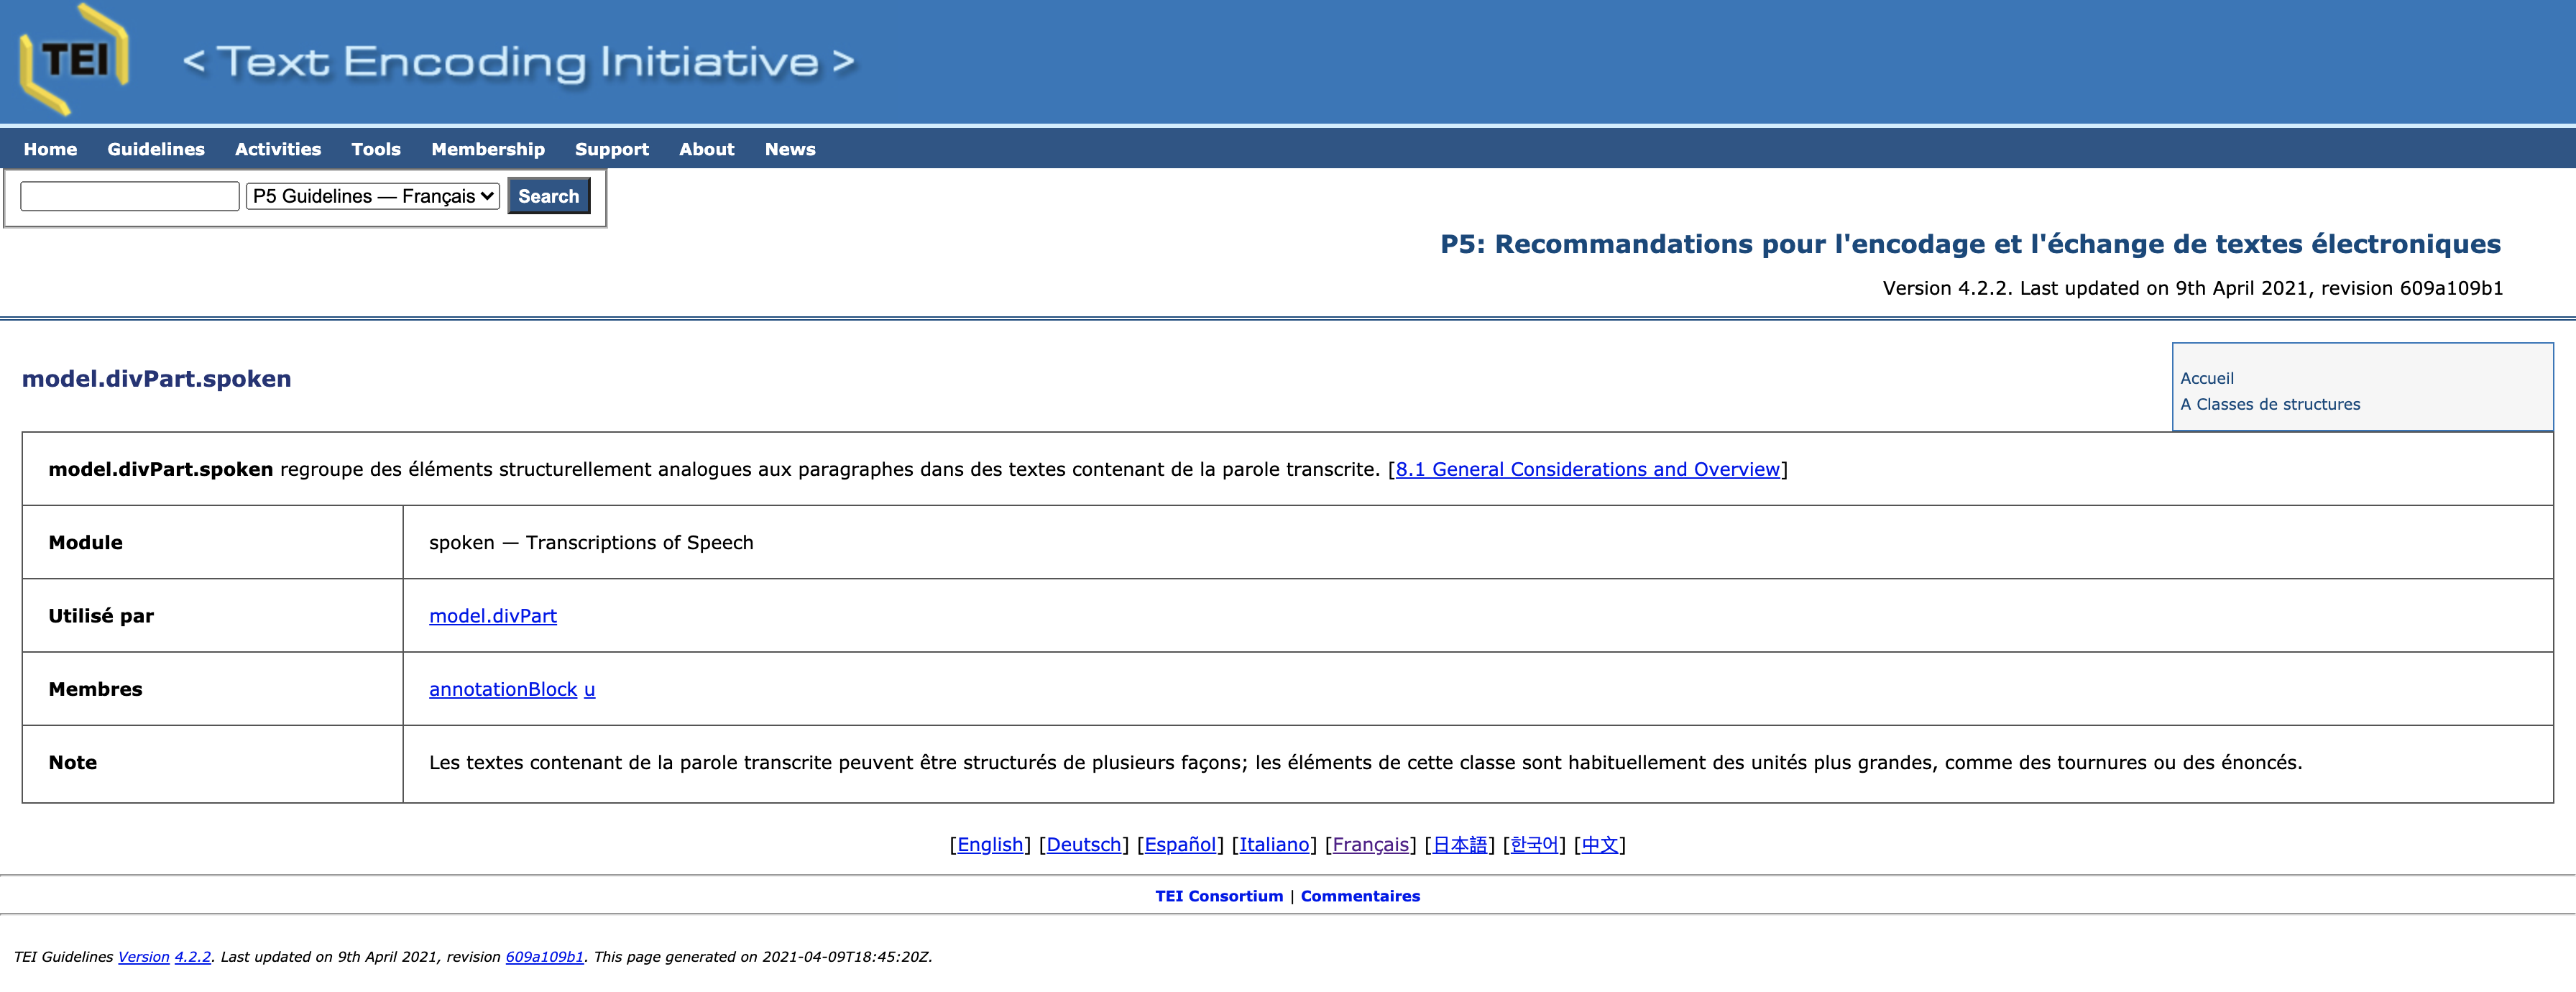 TEI
< Text Encoding Initiative >
Home Guidelines Activities Tools Membership Support About News
P5 Guidelines — Français Search
P5: Recommandations pour l'encodage et l'échange de textes électroniques
Version 4.2.2. Last updated on 9th April 2021, revision 609a109b1
model.divPart.spoken
Accueil
A Classes de structures
model.divPart.spoken regroupe des éléments structurellement analogues aux paragraphes dans des textes contenant de la parole transcrite. [8.1 General Considerations and Overview]
Module spoken — Transcriptions of Speech
Utilisé par model.divPart
Membres annotationBlock u
Note Les textes contenant de la parole transcrite peuvent être structurés de plusieurs façons; les éléments de cette classe sont habituellement des unités plus grandes, comme des tournures ou des énoncés.
[English] [Deutsch] [Español] [Italiano] [Français] [日本語] [한국어] [中文]
TEI Consortium | Commentaires
TEI Guidelines Version 4.2.2. Last updated on 9th April 2021, revision 609a109b1. This page generated on 2021-04-09T18:45:20Z.